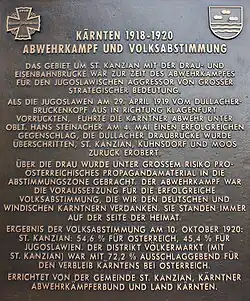 KÄRNTEN 1918-1920
ABWEHRKAMPF UND VOLKSABSTIMMUNG
DAS GEBIET UM ST. KANZIAN MIT DER DRAU- UND
EISENBAHNBRÜCKE WAR ZUR ZEIT DES ABWEHRKAMPFES
FÜR DEN JUGOSLAWISCHEN AGGRESSOR VON GROSSER
STRATEGISCHER BEDEUTUNG.
ALS DIE JUGOSLAWEN AM 29. APRIL 1919 VOM DULLACHER-
BRÜCKENKOPF AUS IN RICHTUNG KLAGENFURT
VORRÜCKTEN, FÜHRTE DIE KÄRNTNER ABWEHR UNTER
OBLT. HANS STEINACHER AM 4. MAI EINEN ERFOLGREICHEN
GEGENSCHLAG, DIE DULLACHER DRAUBRÜCKE WURDE
ÜBERSCHRITTEN, ST. KANZIAN, KÜHNSDORF UND MOOS
ZURÜCK EROBERT.
ÜBER DIE DRAU WURDE UNTER GROSSEM RISIKO PRO-
ÖSTERREICHISCHES PROPAGANDAMATERIAL IN DIE
ABSTIMMUNGSZONE GEBRACHT. DER ABWEHRKAMPF WAR
DIE VORAUSSETZUNG FÜR DIE ERFOLGREICHE
VOLKSABSTIMMUNG, DIE WIR DEN DEUTSCHEN UND
WINDISCHEN KÄRNTNERN VERDANKEN. SIE STANDEN IMMER
AUF DER SEITE DER HEIMAT.
ERGEBNIS DER VOLKSABSTIMMUNG AM 10. OKTOBER 1920:
ST. KANZIAN: 54,6 % FÜR ÖSTERREICH, 45,4 % FÜR
JUGOSLAWIEN. DER DISTRIKT VÖLKERMARKT (MIT
ST. KANZIAN) WAR MIT 72,2 % AUSSCHLAGGEBEND FÜR
DEN VERBLEIB KÄRNTENS BEI ÖSTERREICH.
ERRICHTET VON DER GEMEINDE ST. KANZIAN, KÄRNTNER
ABWEHRKÄMPFERBUND UND LAND KÄRNTEN.